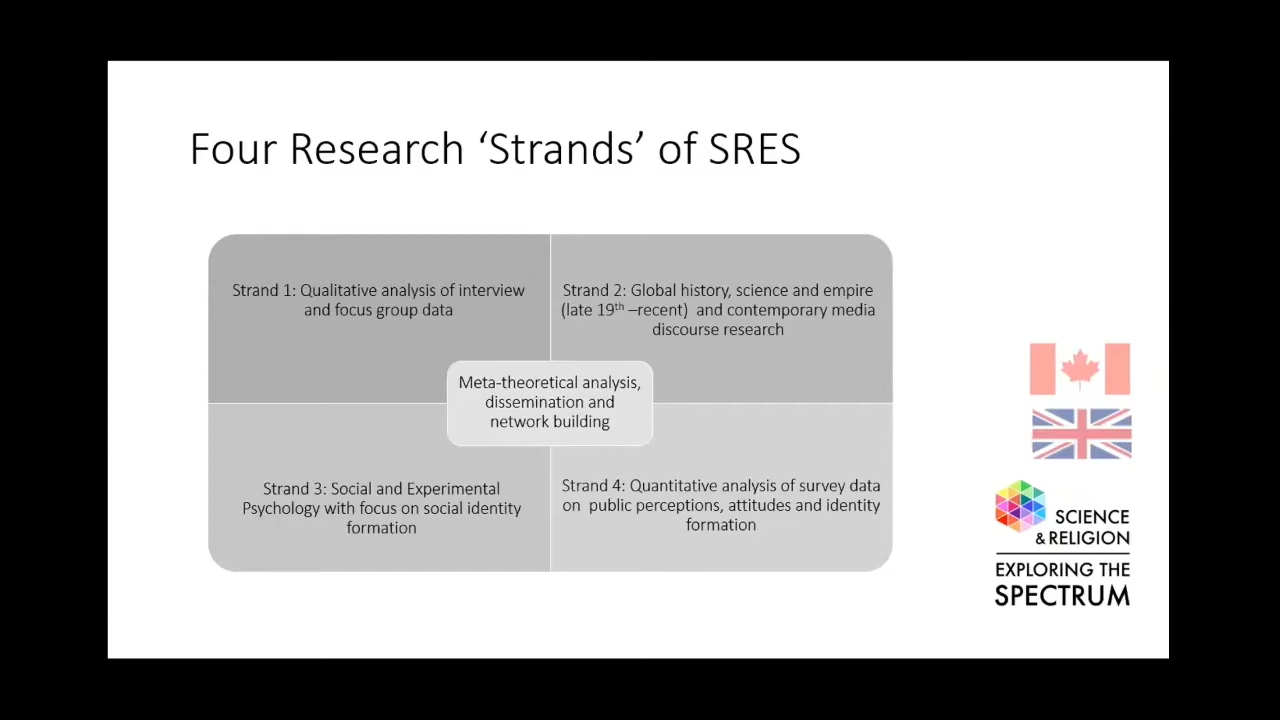 Four Research ‘Strands’ of SRES
Strand 1: Qualitative analysis of interview
and focus group data
Strand 2: Global history, science and empire
(late 19th –recent)  and contemporary media
discourse research
Meta-theoretical analysis,
dissemination and
network building
Strand 3: Social and Experimental
Psychology with focus on social identity
formation
Strand 4: Quantitative analysis of survey data
on  public perceptions, attitudes and identity
formation
SCIENCE
& RELIGION
EXPLORING THE
SPECTRUM